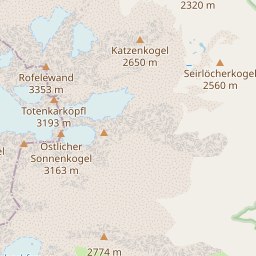 2320 m
Katzenkogel
2650 m
Seirlöcherkogel
2560 m
Rofelewand
3353 m
Totenkarköpfl
3193 m
Östlicher
Sonnenkogel
3163 m
2774 m